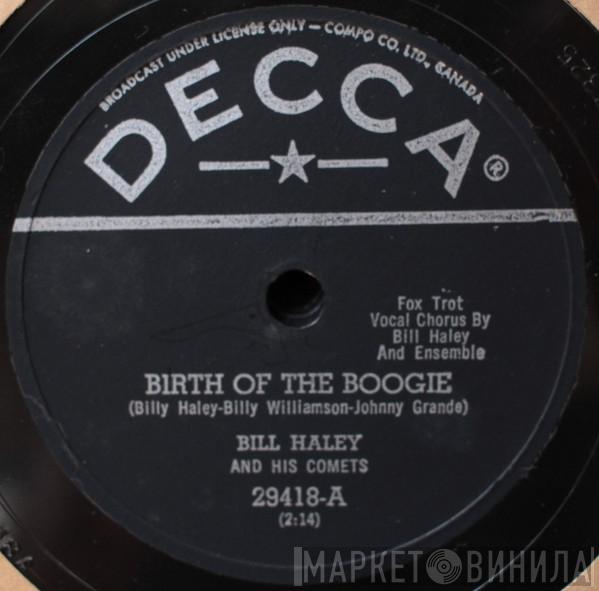 BROADCAST UNDER LICENSE ONLY — COMPO CO. LTD., CANADA
DECCA®
Fox Trot
Vocal Chorus By
Bill Haley
And Ensemble
BIRTH OF THE BOOGIE
(Billy Haley-Billy Williamson-Johnny Grande)
BILL HALEY
AND HIS COMETS
29418-A
(2:14)
МАРКЕТ ВИНИЛА